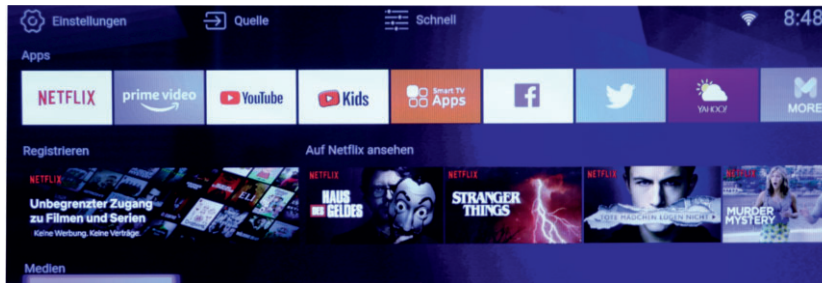 Einstellungen
Quelle
Schnell
8:48
Apps
NETFLIX
prime video
YouTube
Kids
Smart TV
Apps
YAHOO!
MORE
Registrieren
Auf Netflix ansehen
NETFLIX
Unbegrenzter Zugang
zu Filmen und Serien
Keine Werbung. Keine Verträge.
NETFLIX
HAUS
DES GELDES
NETFLIX
STRANGER
THINGS
NETFLIX
TOTE MÄDCHEN LÜGEN NICHT
NETFLIX
MURDER
MYSTERY
Medien